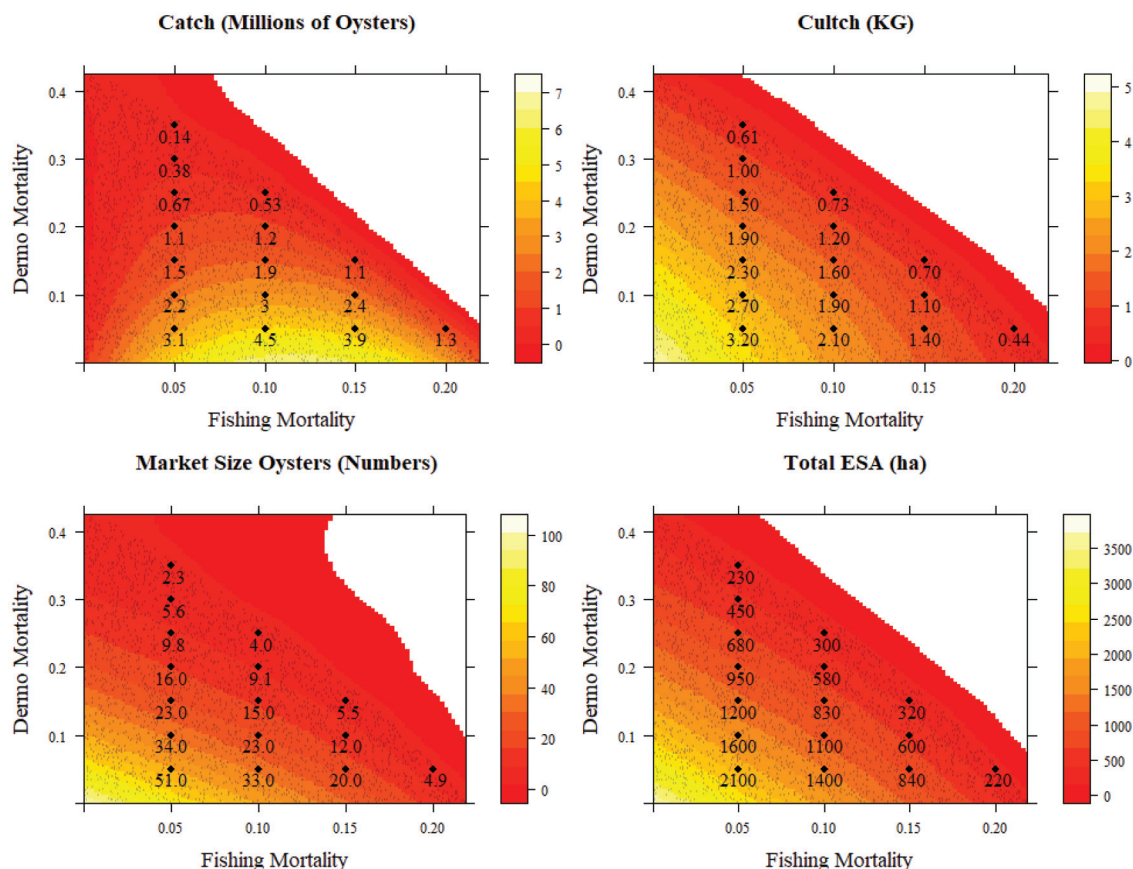 Catch (Millions of Oysters)
Dermo Mortality
0.4
0.3
0.2
0.1
0.14
0.38
0.67 0.53
1.1 1.2
1.5 1.9 1.1
2.2 3 2.4
3.1 4.5 3.9 1.3
0.05 0.10 0.15 0.20
Fishing Mortality
7
6
5
4
3
2
1
0
Cultch (KG)
Dermo Mortality
0.4
0.3
0.2
0.1
0.61
1.00
1.50 0.73
1.90 1.20
2.30 1.60 0.70
2.70 1.90 1.10
3.20 2.10 1.40 0.44
0.05 0.10 0.15 0.20
Fishing Mortality
5
4
3
2
1
0
Market Size Oysters (Numbers)
Dermo Mortality
0.4
0.3
0.2
0.1
2.3
5.6
9.8 4.0
16.0 9.1
23.0 15.0 5.5
34.0 23.0 12.0
51.0 33.0 20.0 4.9
0.05 0.10 0.15 0.20
Fishing Mortality
100
80
60
40
20
0
Total ESA (ha)
Dermo Mortality
0.4
0.3
0.2
0.1
230
450
680 300
950 580
1200 830 320
1600 1100 600
2100 1400 840 220
0.05 0.10 0.15 0.20
Fishing Mortality
3500
3000
2500
2000
1500
1000
500
0